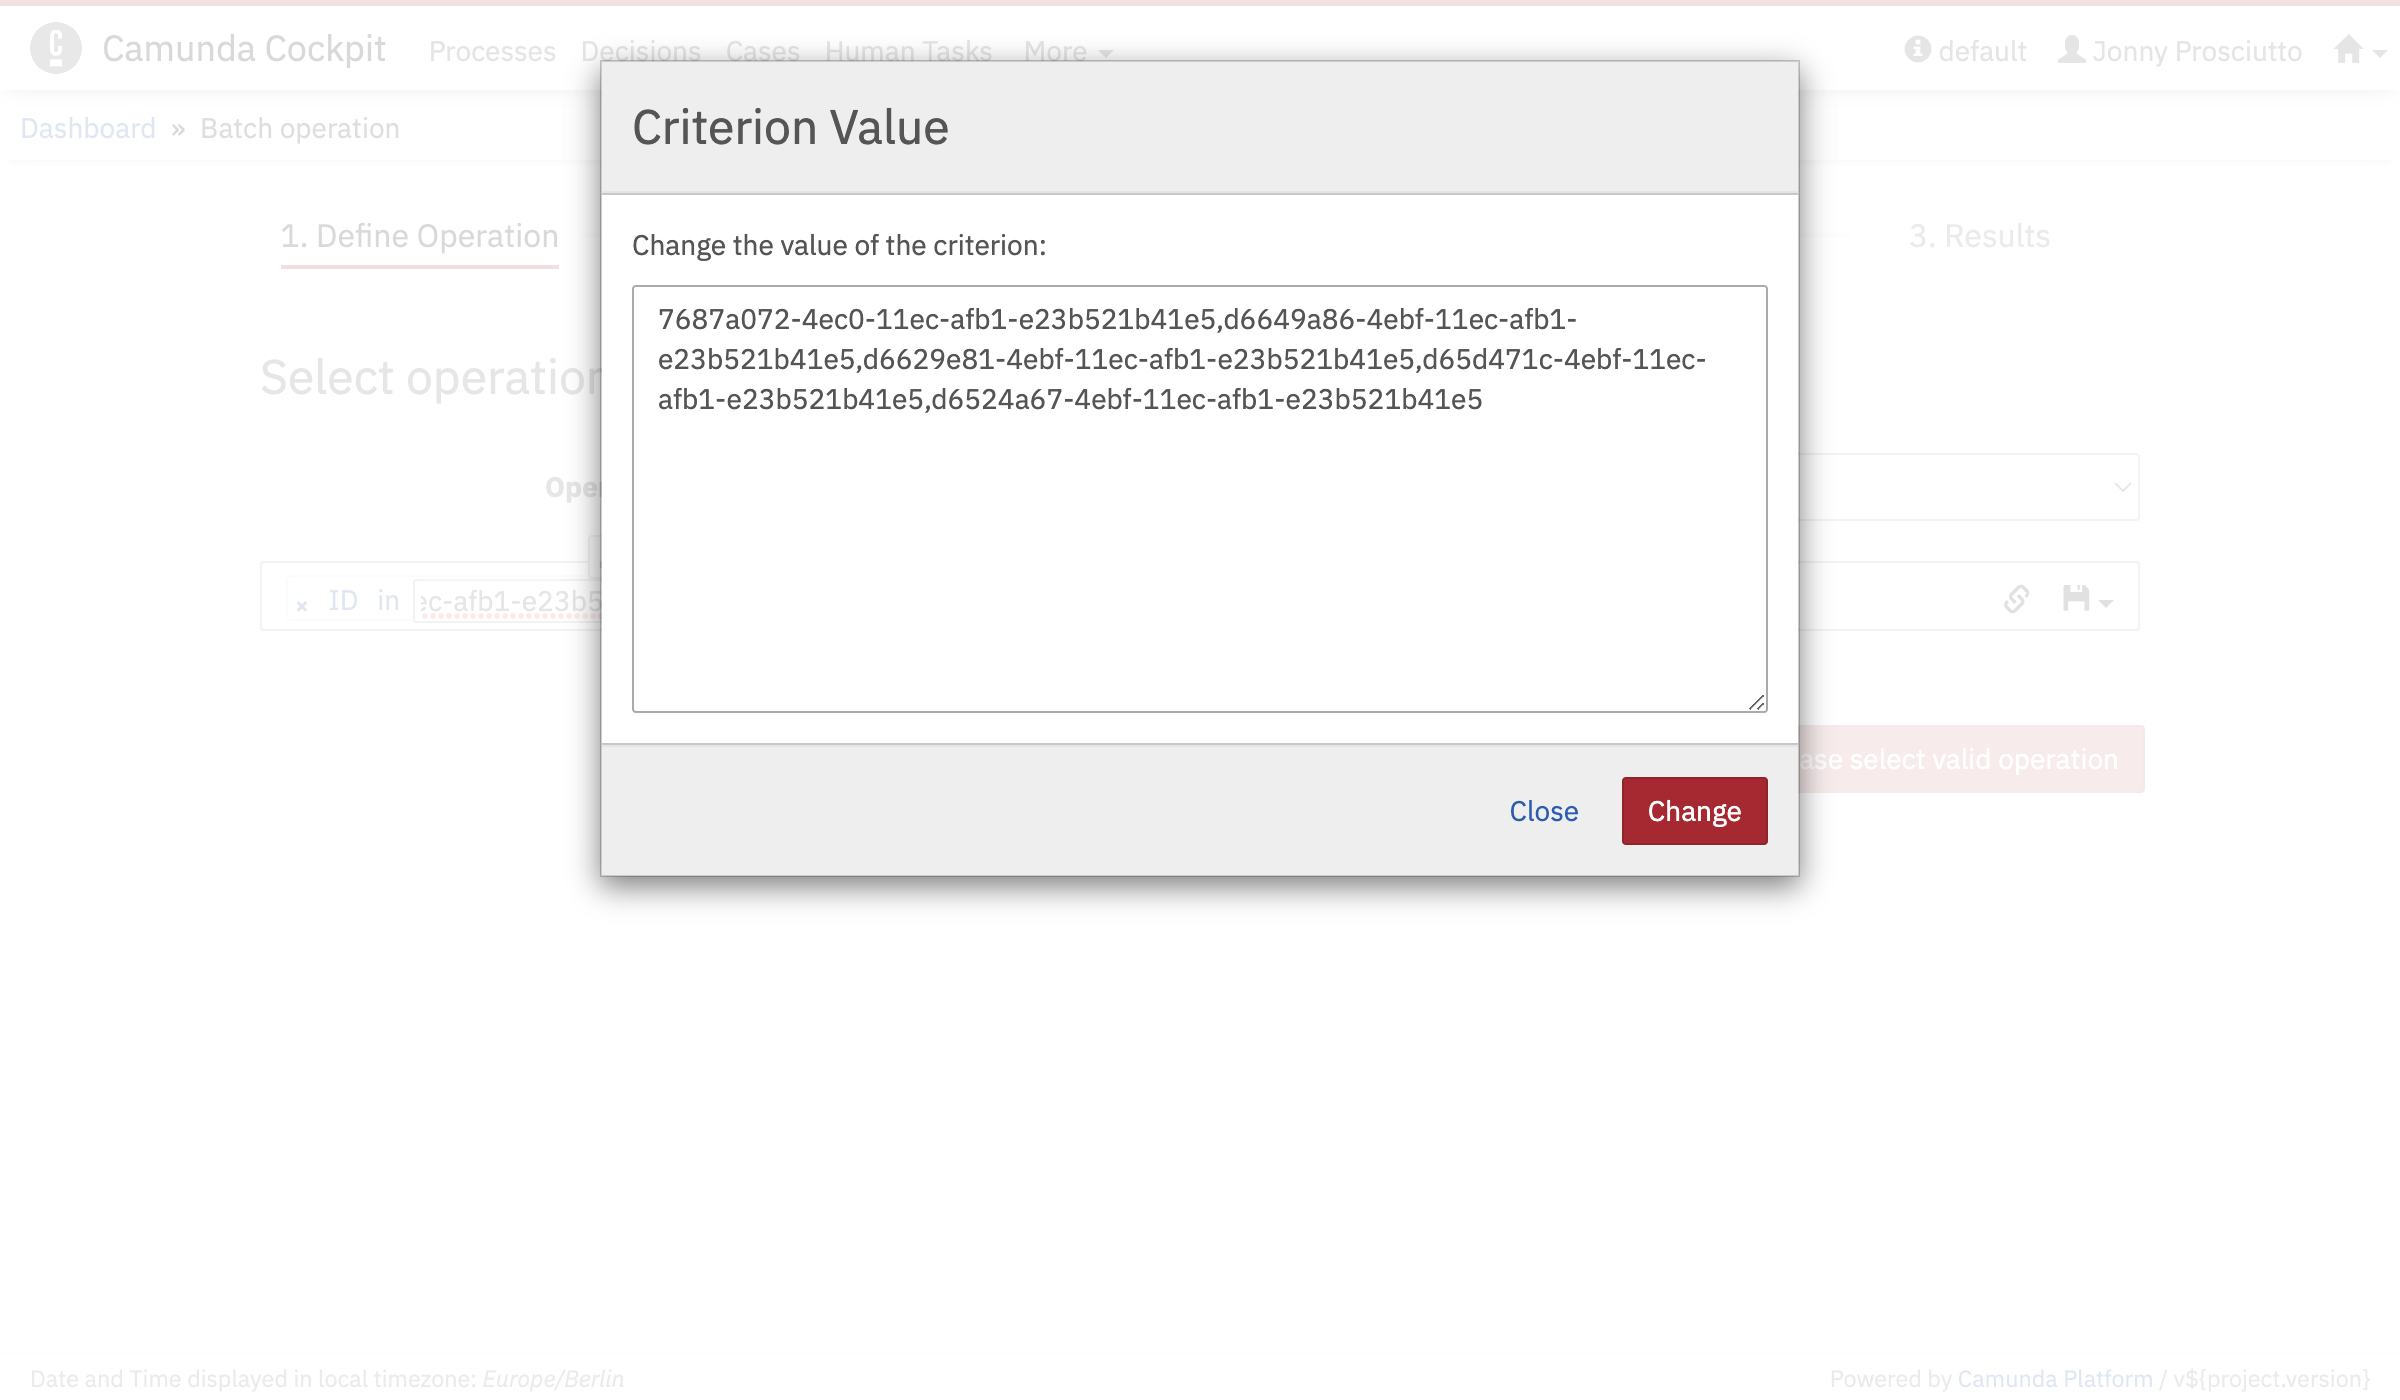 Camunda Cockpit Processes Decisions Cases Human Tasks More default Jonny Prosciutto
Dashboard » Batch operation
Criterion Value
1. Define Operation
3. Results
Change the value of the criterion:
7687a072-4ec0-11ec-afb1-e23b521b41e5,d6649a86-4ebf-11ec-afb1-
e23b521b41e5,d6629e81-4ebf-11ec-afb1-e23b521b41e5,d65d471c-4ebf-11ec-
afb1-e23b521b41e5,d6524a67-4ebf-11ec-afb1-e23b521b41e5
Select operation
Oper
× ID in ec-afb1-e23b5
ase select valid operation
Close Change
Date and Time displayed in local timezone: Europe/Berlin
Powered by Camunda Platform / v${project.version}